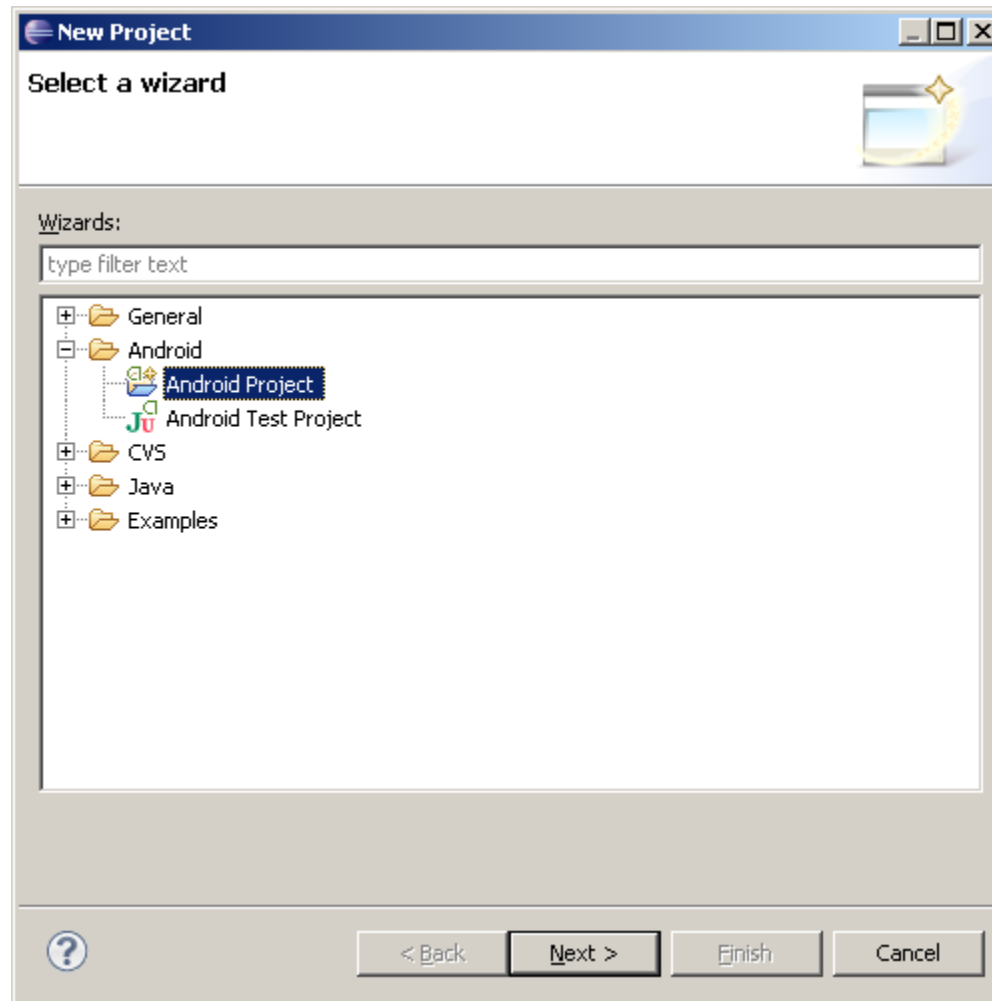 New Project
Select a wizard
Wizards:
type filter text
General
Android
Android Project
Android Test Project
CVS
Java
Examples
< Back Next > Finish Cancel